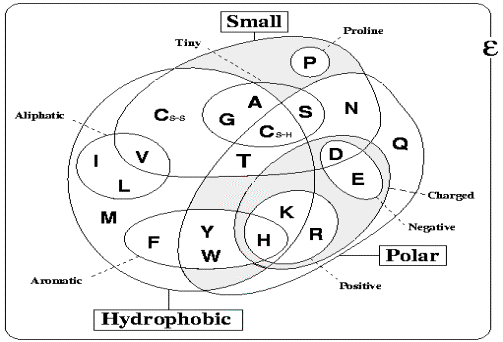 Small
Proline
ε
Tiny
P
A
S
N
C S-S
G
C S-H
Aliphatic
Q
T
D
I
V
E
L
Charged
K
M
Negative
Y
R
F
H
W
Polar
Aromatic
Positive
Hydrophobic